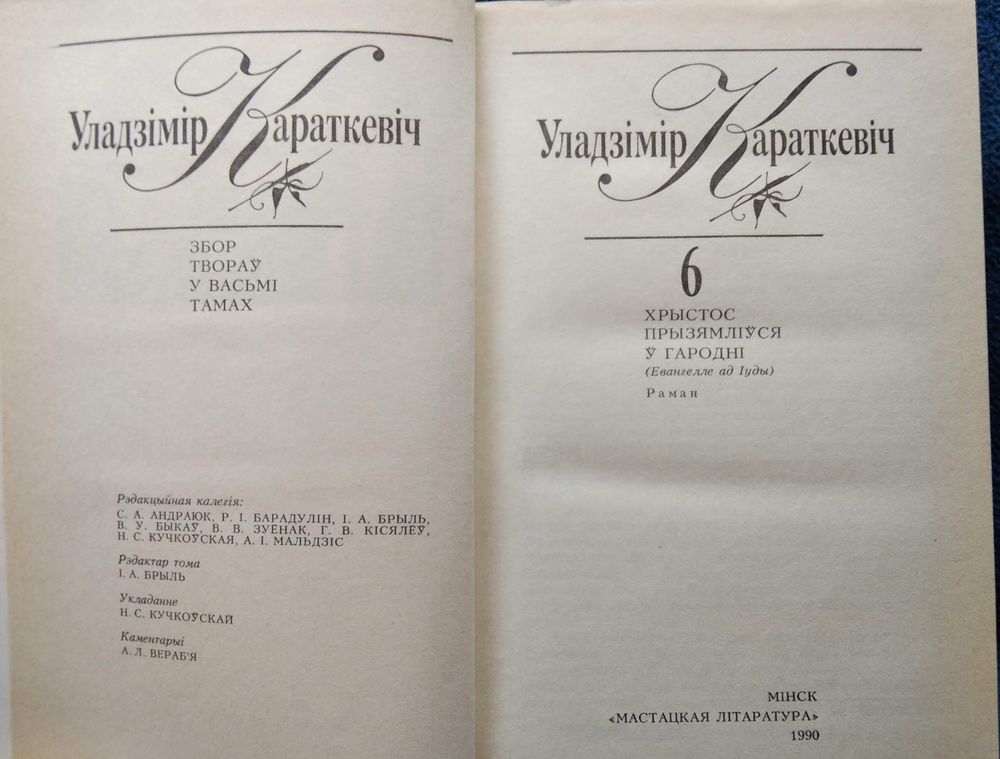 Уладзімір Караткевіч
ЗБОР
ТВОРАЎ
У ВАСЬМІ
ТАМАХ
Рэдакцыйная калегія:
С. А. АНДРАЮК, Р. І. БАРАДУЛІН, І. А. БРЫЛЬ,
В. У. БЫКАЎ, В. В. ЗУЁНАК, Г. В. КІСЯЛЁЎ,
Н. С. КУЧКОЎСКАЯ, А. І. МАЛЬДЗІС
Рэдактар тома
І. А. БРЫЛЬ
Укладанне
Н. С. КУЧКОЎСКАЙ
Каментарыі
А. Л. ВЕРАБ'Я
Уладзімір Караткевіч
6
ХРЫСТОС
ПРЫЗЯМЛІЎСЯ
Ў ГАРОДНІ
(Евангелле ад Іуды)
Раман
МІНСК
«МАСТАЦКАЯ ЛІТАРАТУРА»
1990